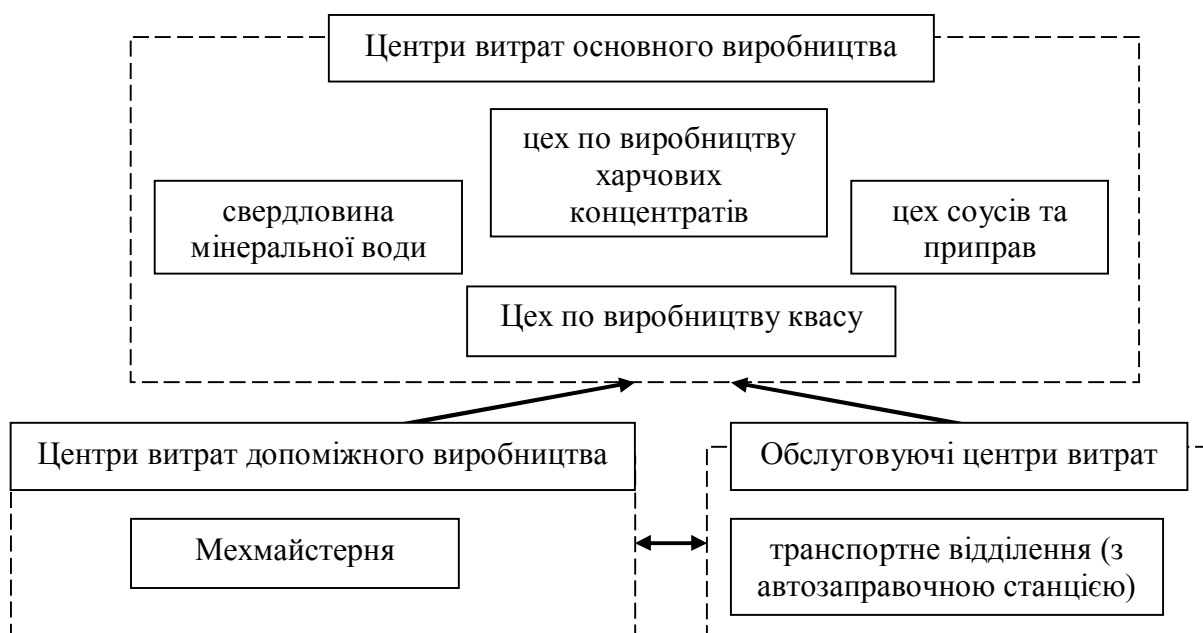 Центри витрат основного виробництва
цех по виробництву
харчових
концентратів
свердловина
мінеральної води
цех соусів та
приправ
Цех по виробництву квасу
Центри витрат допоміжного виробництва
Обслуговуючі центри витрат
Мехмайстерня
транспортне відділення (з
автозаправочною станцією)